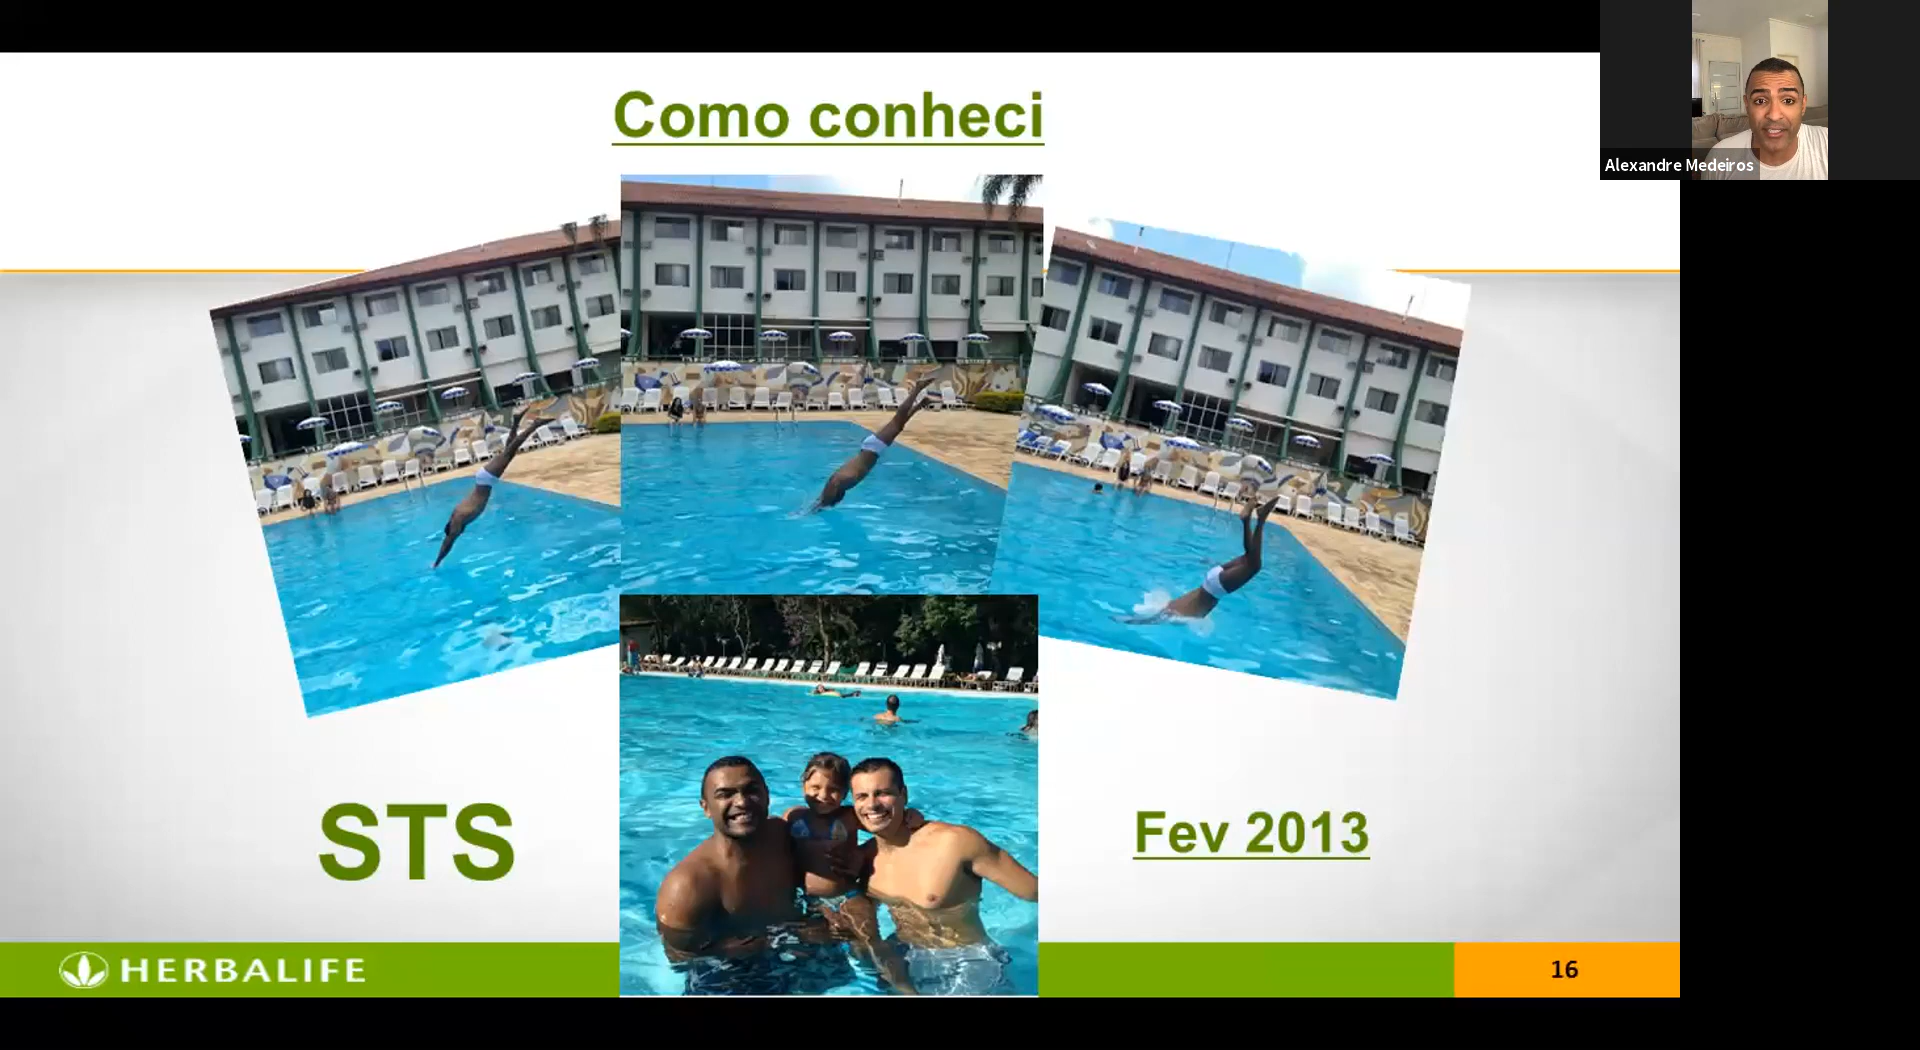 Como conheci
Alexandre Medeiros
STS
Fev 2013
HERBALIFE
16